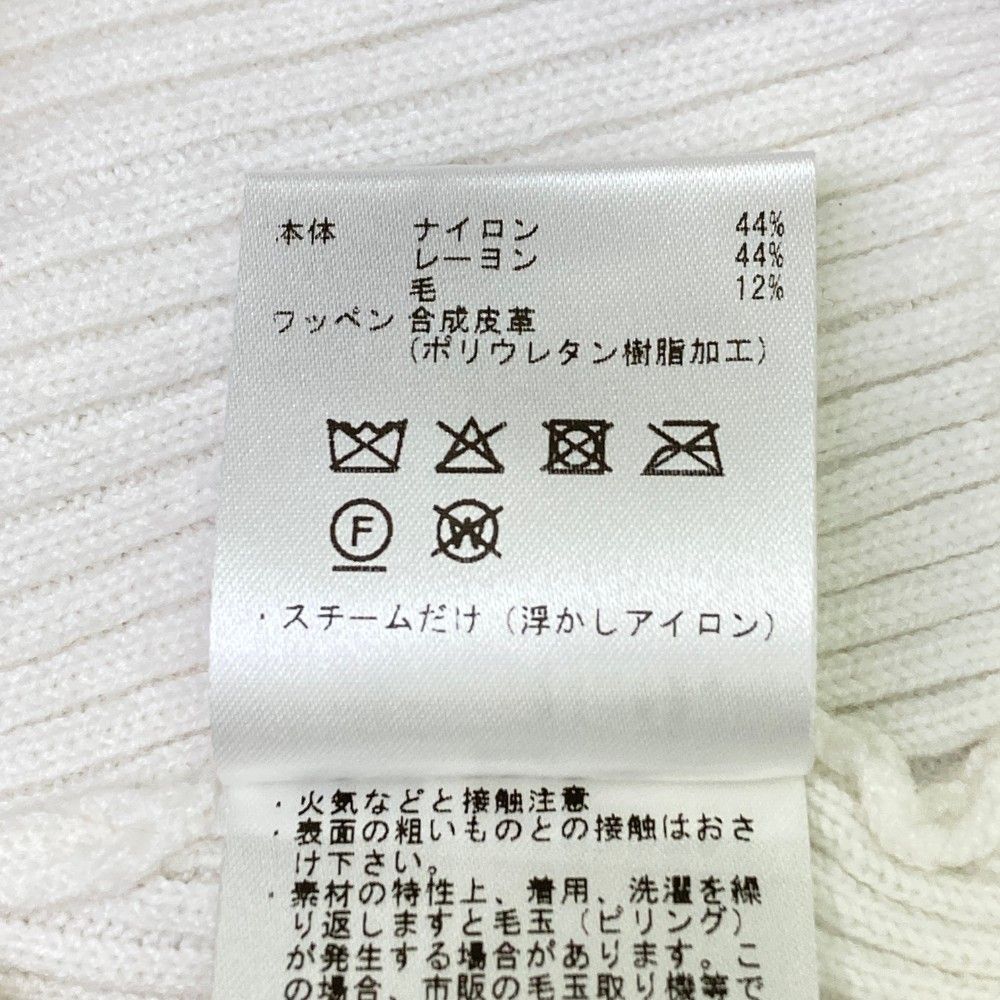 本体 ナイロン 44%
レーヨン 44%
毛 12%
ワッペン 合成皮革
(ポリウレタン樹脂加工)
F W
・スチームだけ(浮かしアイロン)
・火気などと接触注意
・表面の粗いものとの接触はおさ
け下さい。
・素材の特性上、着用、洗濯を繰
り返しますと毛玉(ピリング)
が発生する場合があります。こ
の場合、市販の毛玉取り機等で